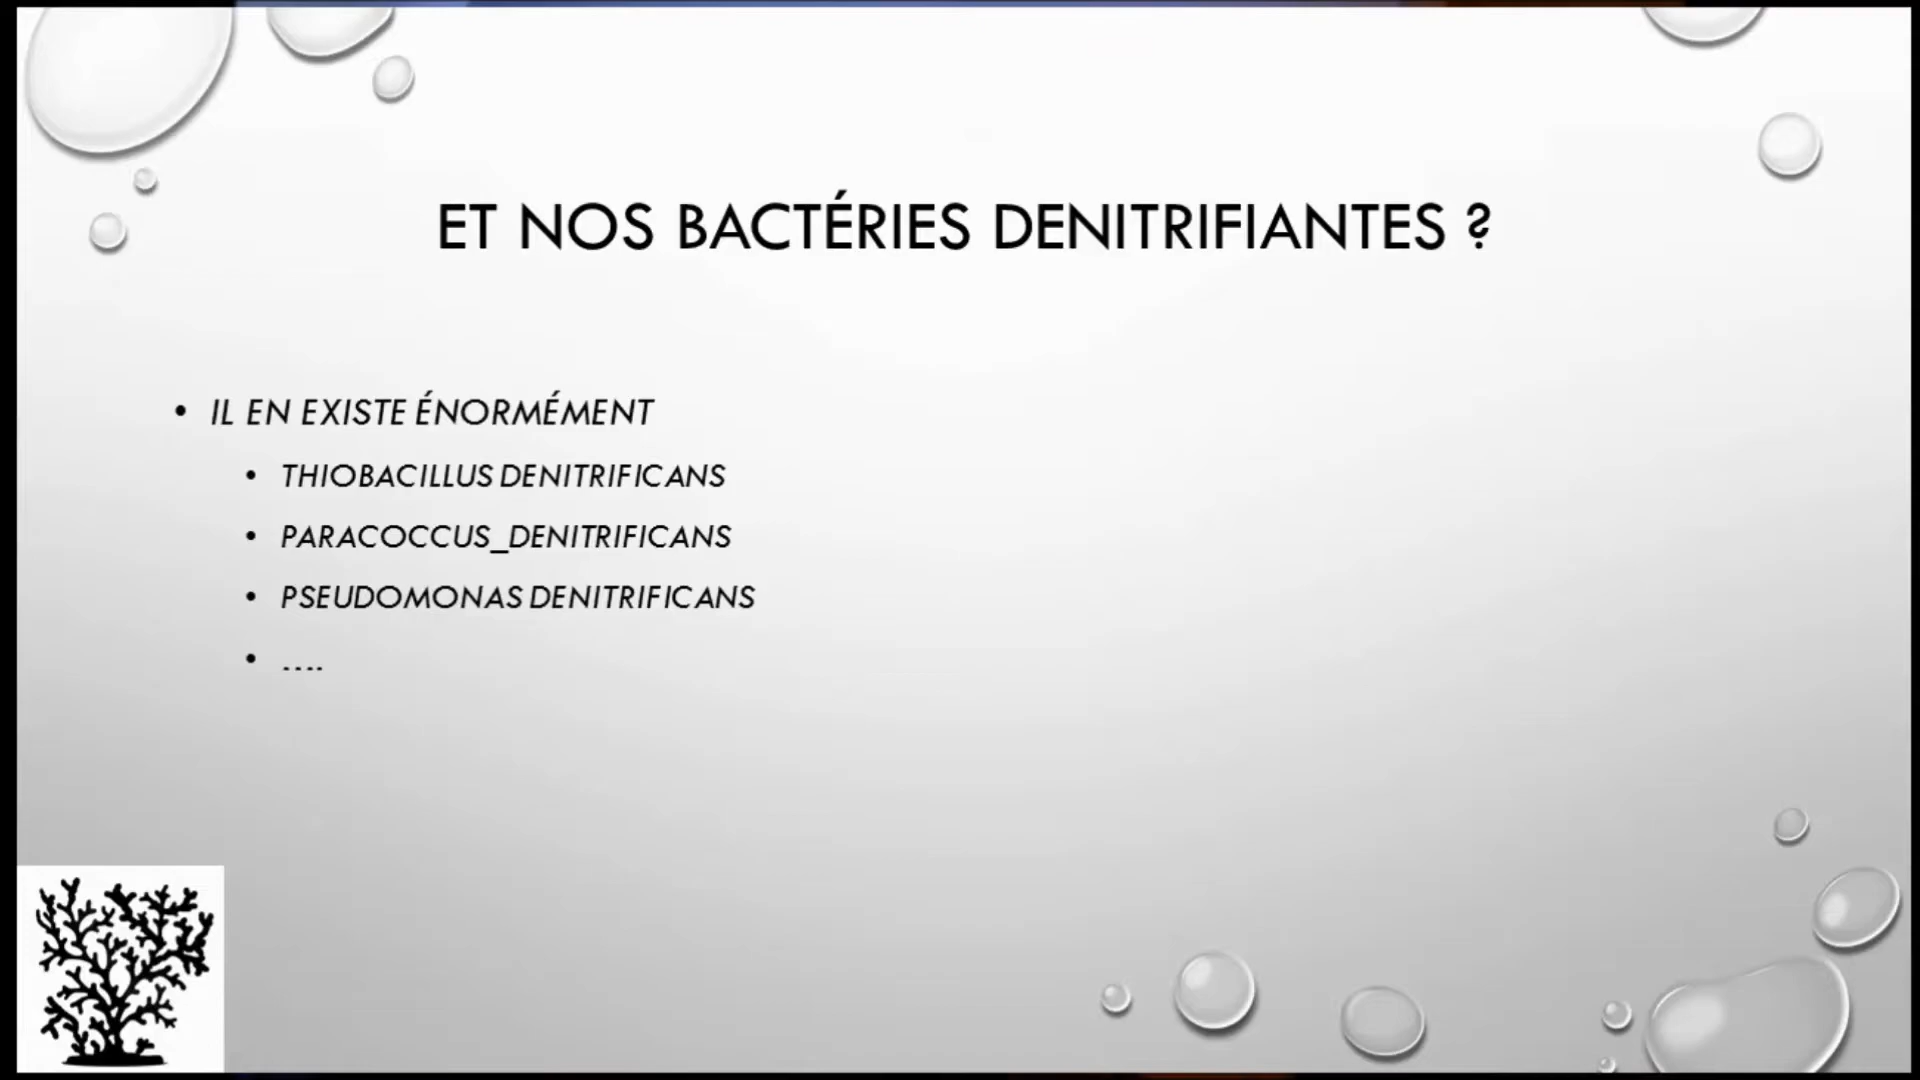 ET NOS BACTÉRIES DENITRIFIANTES ?
• IL EN EXISTE ÉNORMÉMENT
• THIOBACILLUS DENITRIFICANS
• PARACOCCUS_DENITRIFICANS
• PSEUDOMONAS DENITRIFICANS
• ....